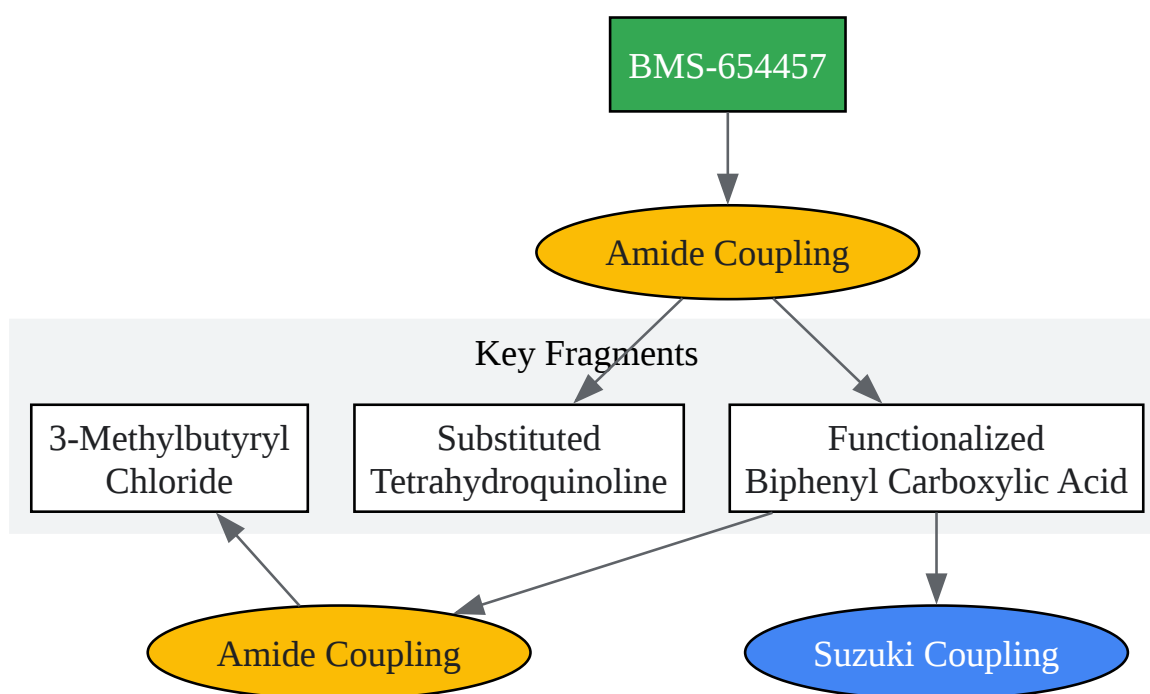 BMS-654457
Amide Coupling
Key Fragments
3-Methylbutyryl
Chloride
Substituted
Tetrahydroquinoline
Functionalized
Biphenyl Carboxylic Acid
Amide Coupling
Suzuki Coupling